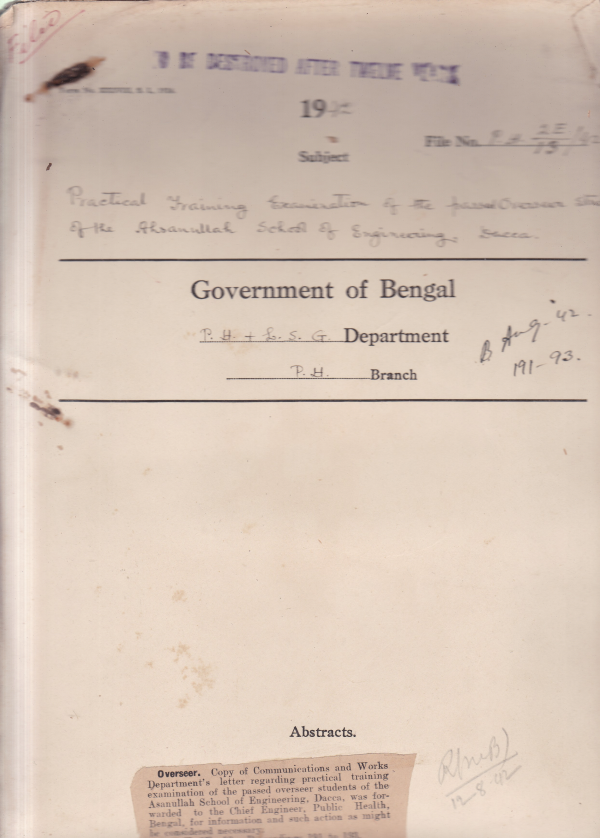 Filed
TO BE DESTROYED AFTER TWELVE YEARS
1942
File No. P.H.
Subject
Practical Training Examination of the passed Overseer
of the Ahsanullah School of Engineering, Dacca.
Government of Bengal
P. H. + L. S. G. Department
P. H. Branch
B Aug-'42.
191-93.
Abstracts.
Overseer. Copy of Communications and Works
Department's letter regarding practical training
examination of the passed overseer students of the
Asanullah School of Engineering, Dacca, was for-
warded to the Chief Engineer, Public Health,
Bengal, for information and such action as might
be considered necessary.
12-8-42